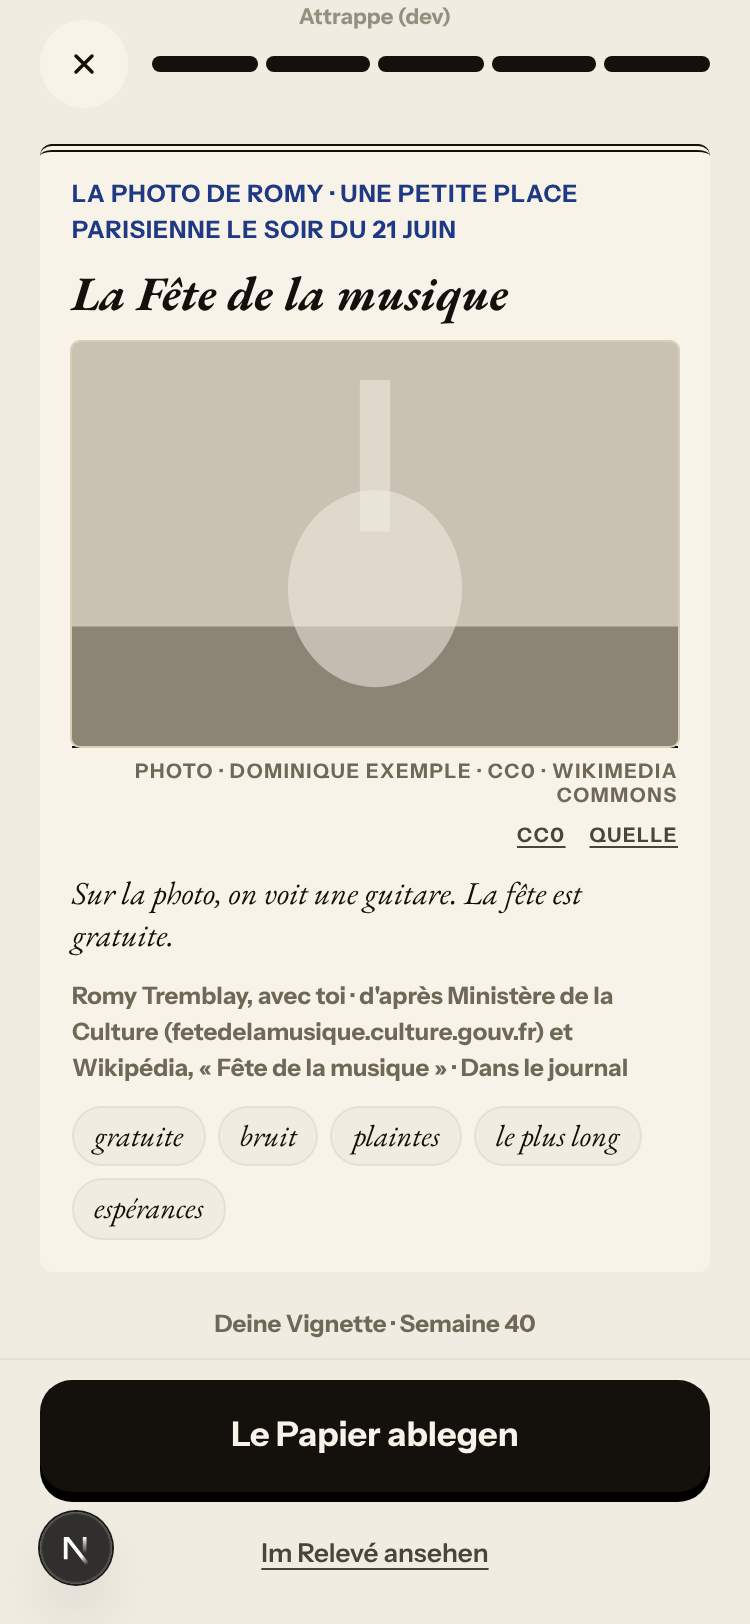 Attrappe (dev)
LA PHOTO DE ROMY · UNE PETITE PLACE
PARISIENNE LE SOIR DU 21 JUIN
La Fête de la musique
PHOTO · DOMINIQUE EXEMPLE · CC0 · WIKIMEDIA
COMMONS
CC0 QUELLE
Sur la photo, on voit une guitare. La fête est
gratuite.
Romy Tremblay, avec toi · d'après Ministère de la
Culture (fetedelamusique.culture.gouv.fr) et
Wikipédia, « Fête de la musique » · Dans le journal
gratuite bruit plaintes le plus long
espérances
Deine Vignette · Semaine 40
Le Papier ablegen
N
Im Relevé ansehen